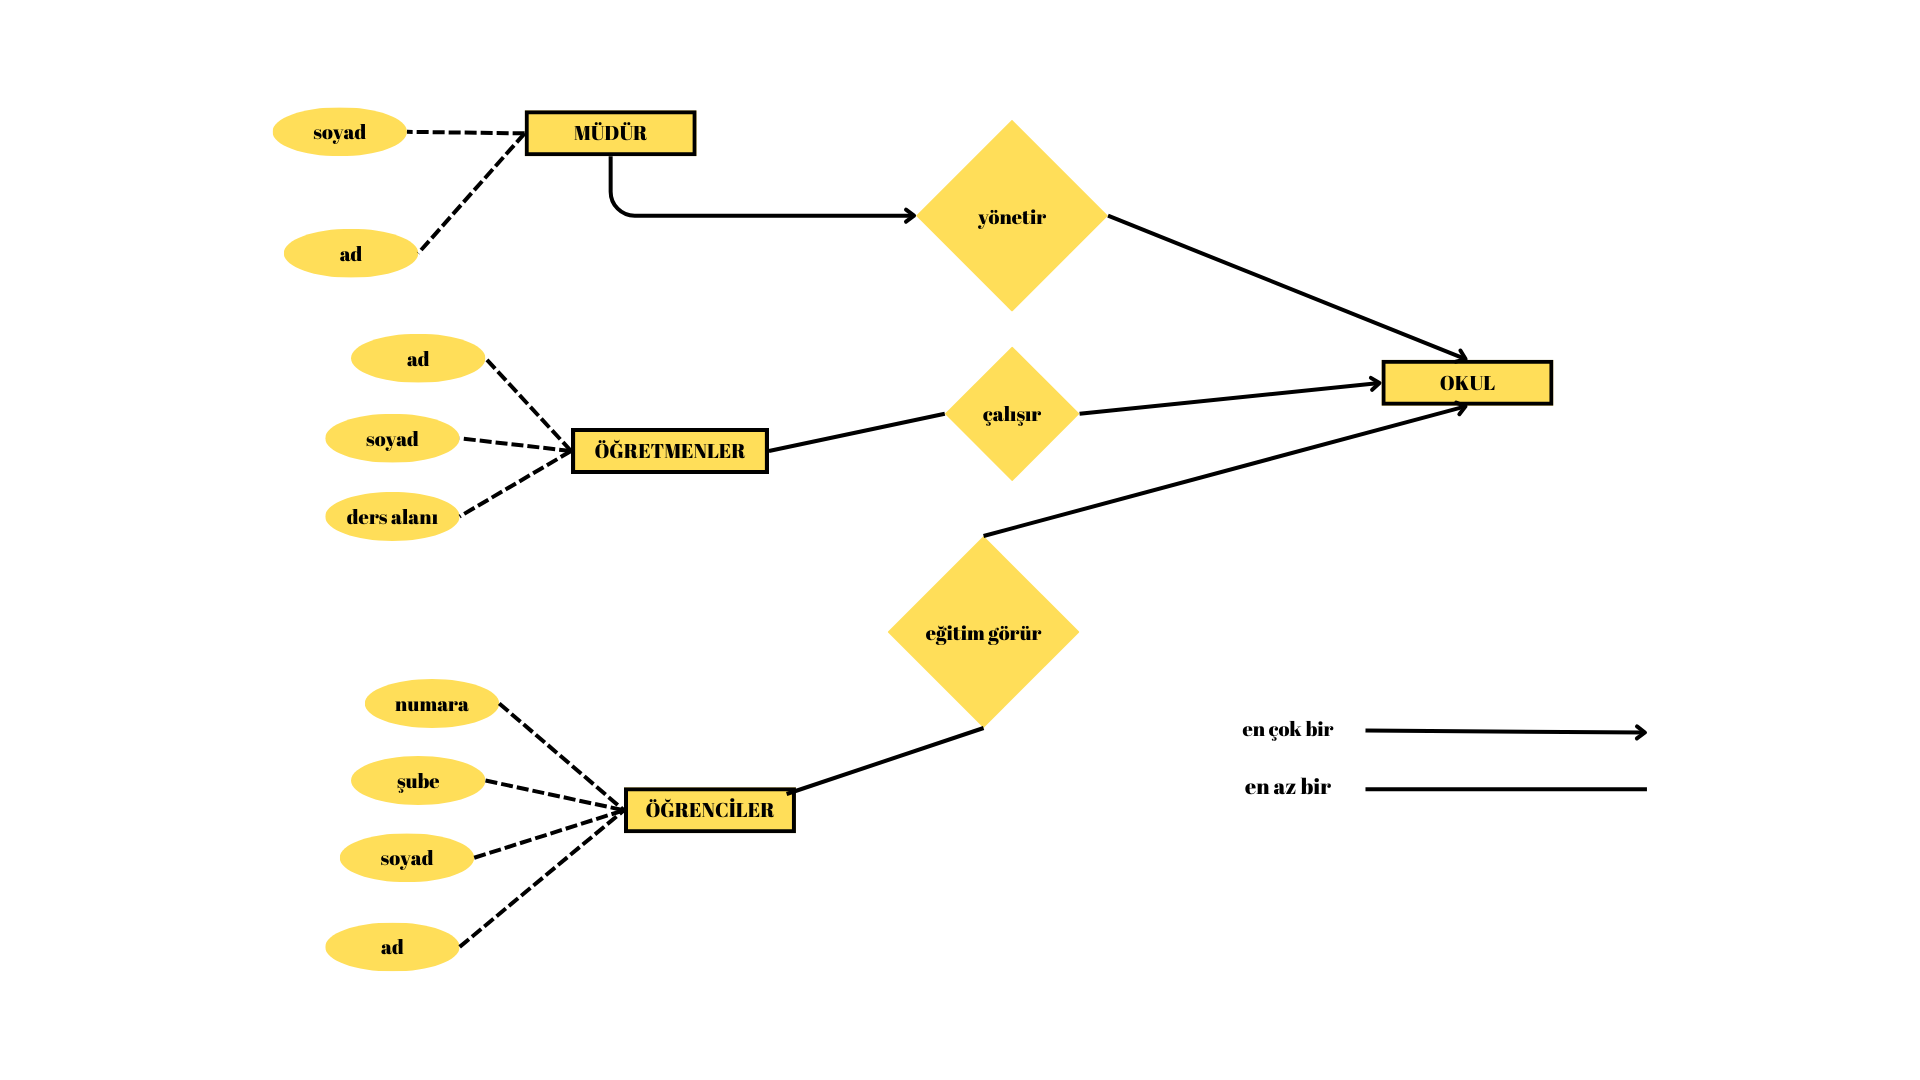 soyad
MÜDÜR
ad
yönetir
ad
soyad
ders alanı
ÖĞRETMENLER
çalışır
OKUL
eğitim görür
numara
şube
soyad
ad
ÖĞRENCİLER
en çok bir
en az bir